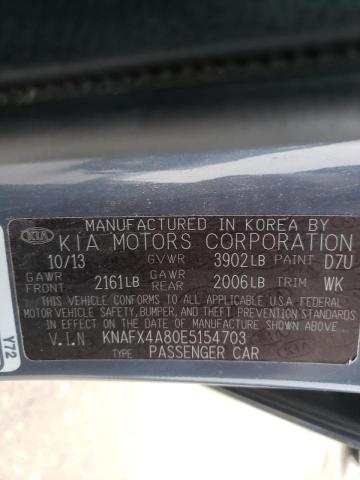 MANUFACTURED IN KOREA BY
KIA KIA MOTORS CORPORATION
10/13 GVWR 3902LB PAINT D7U
GAWR FRONT 2161LB GAWR 2006LB TRIM WK
THIS VEHICLE CONFORMS TO ALL APPLICABLE U.S.A FEDERAL
MOTOR VEHICLE SAFETY, BUMPER, AND THEFT PREVENTION
STANDARDS IN EFFECT ON THE DATE OF MANUFACTURE SHOWN ABOVE.
V.I.N KNAFX4A80E5154703
TYPE: PASSENGER CAR
Y72